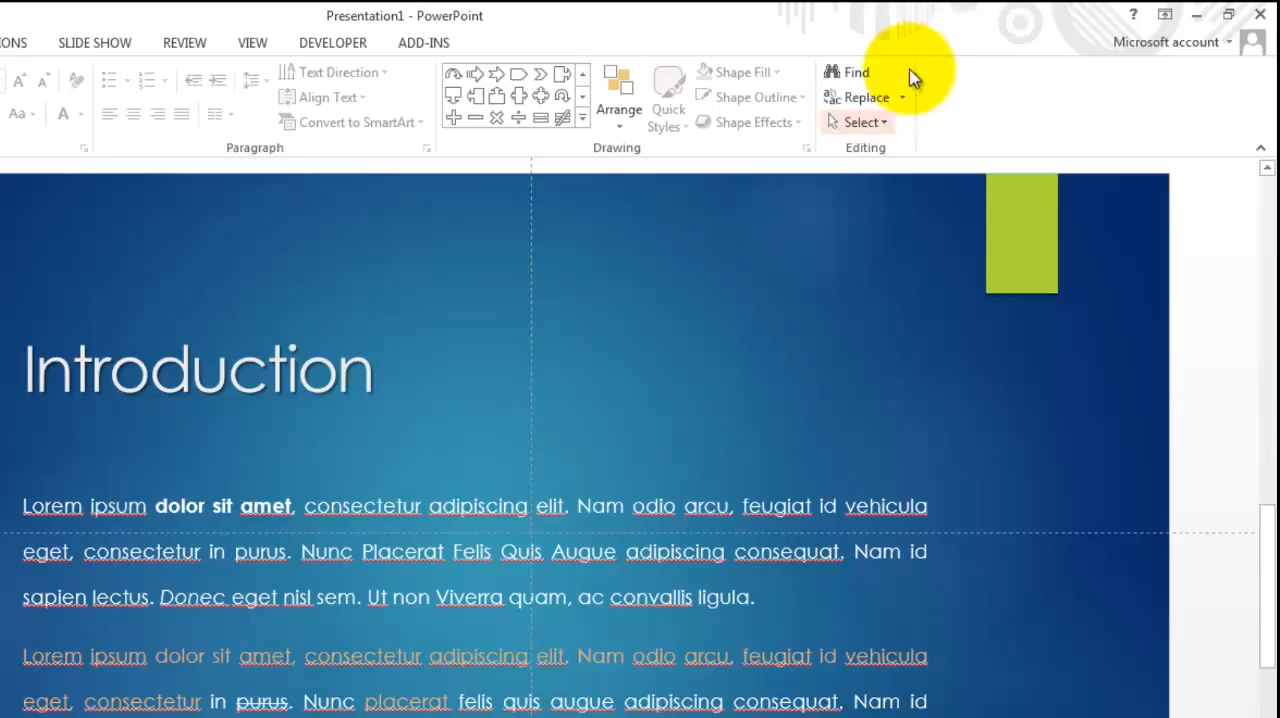 Presentation1 - PowerPoint
?
ONS SLIDE SHOW REVIEW VIEW DEVELOPER ADD-INS Microsoft account
A A Text Direction Shape Fill Find
Aa A Align Text Arrange Quick Styles Shape Outline Replace
Convert to SmartArt Shape Effects Select
Paragraph Drawing Editing
Introduction
Lorem ipsum dolor sit amet, consectetur adipiscing elit. Nam odio arcu, feugiat id vehicula
eget, consectetur in purus. Nunc Placerat Felis Quis Augue adipiscing consequat. Nam id
sapien lectus. Donec eget nisl sem. Ut non Viverra quam, ac convallis ligula.
Lorem ipsum dolor sit amet, consectetur adipiscing elit. Nam odio arcu, feugiat id vehicula
eget, consectetur in purus. Nunc placerat felis quis augue adipiscing consequat. Nam id